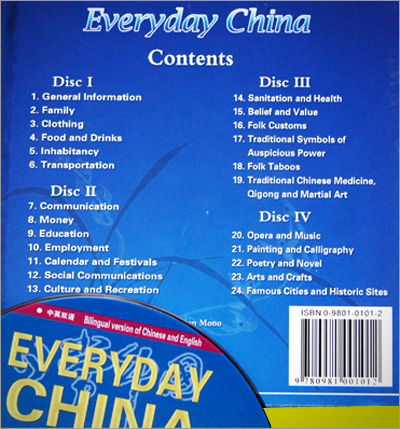 Everyday China
Contents
Disc I
1. General Information
2. Family
3. Clothing
4. Food and Drinks
5. Inhabitancy
6. Transportation
Disc II
7. Communication
8. Money
9. Education
10. Employment
11. Calendar and Festivals
12. Social Communications
13. Culture and Recreation
Disc III
14. Sanitation and Health
15. Belief and Value
16. Folk Customs
17. Traditional Symbols of
Auspicious Power
18. Folk Taboos
19. Traditional Chinese Medicine,
Qigong and Martial Art
Disc IV
20. Opera and Music
21. Painting and Calligraphy
22. Poetry and Novel
23. Arts and Crafts
24. Famous Cities and Historic Sites
Mono
ISBN 0-9801-0101-2
9 780981 001012
中英双语 Bilingual version of Chinese and English
EVERYDAY
CHINA